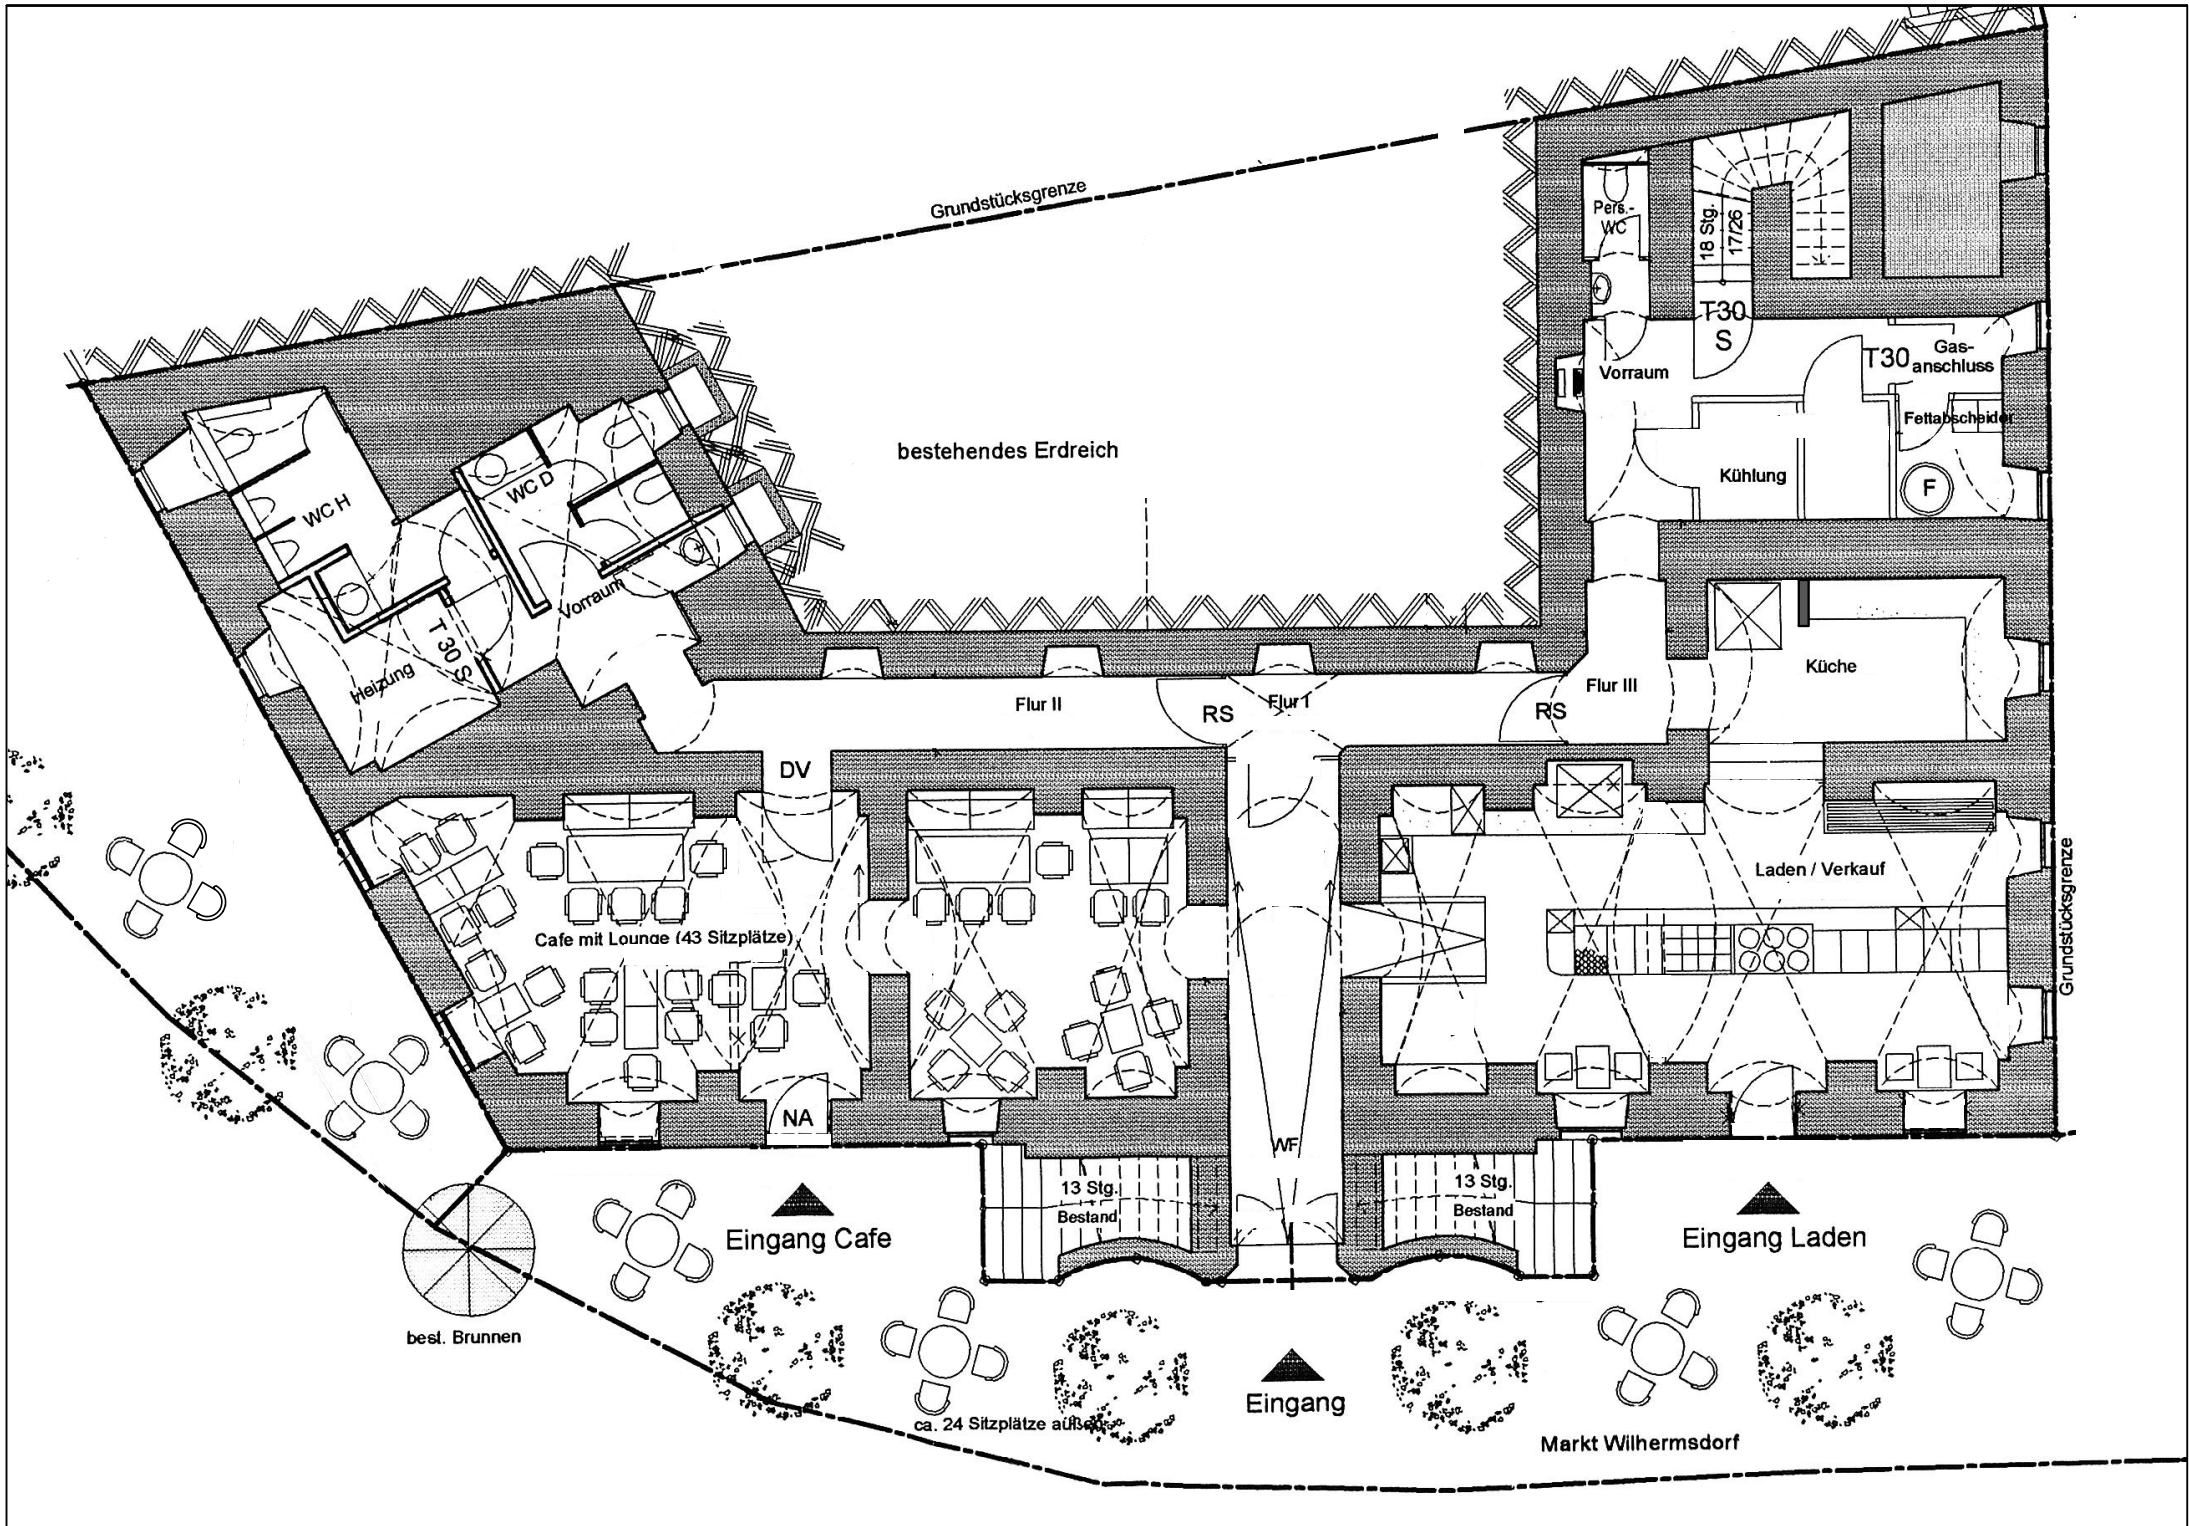 Grundstücksgrenze
Pers.-
WC
18 Stg.
17/26
T30
S
Vorraum
T30
Gas-
anschluss
Fettabscheider
Kühlung
F
bestehendes Erdreich
WC H
WC D
Vorraum
T 30 S
Heizung
Flur II
RS
Flur I
RS
Flur III
Küche
DV
Laden / Verkauf
Grundstücksgrenze
Cafe mit Lounge (43 Sitzplätze)
NA
WF
13 Stg.
Bestand
13 Stg.
Bestand
Eingang Cafe
Eingang Laden
best. Brunnen
Eingang
ca. 24 Sitzplätze außen
Markt Wilhermsdorf